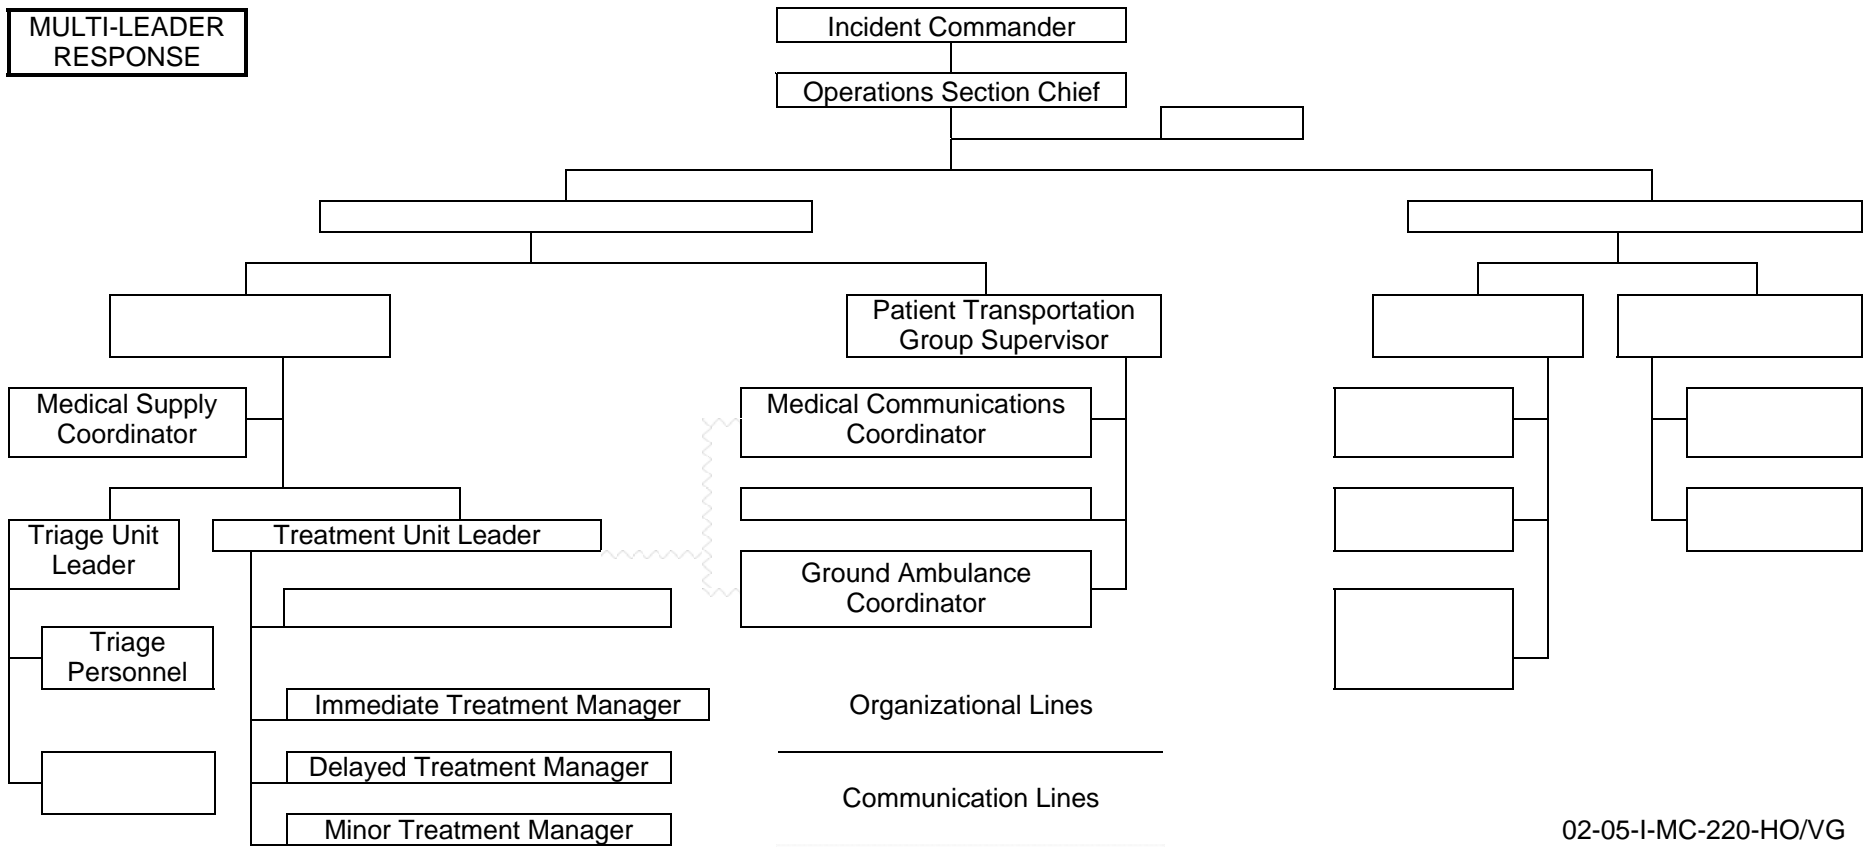 MULTI-LEADER
RESPONSE
Incident Commander
Operations Section Chief
Patient Transportation
Group Supervisor
Medical Supply
Coordinator
Medical Communications
Coordinator
Triage Unit
Leader
Treatment Unit Leader
Ground Ambulance
Coordinator
Triage
Personnel
Immediate Treatment Manager
Organizational Lines
Delayed Treatment Manager
Communication Lines
Minor Treatment Manager
02-05-I-MC-220-HO/VG